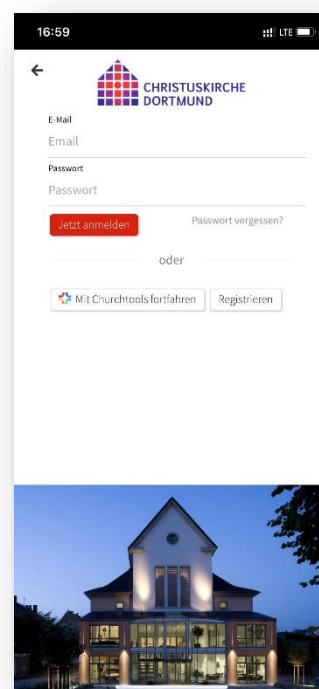 16:59
LTE
CHRISTUSKIRCHE
DORTMUND
E-Mail
Email
Passwort
Passwort
Jetzt anmelden
Passwort vergessen?
oder
Mit Churchtools fortfahren
Registrieren